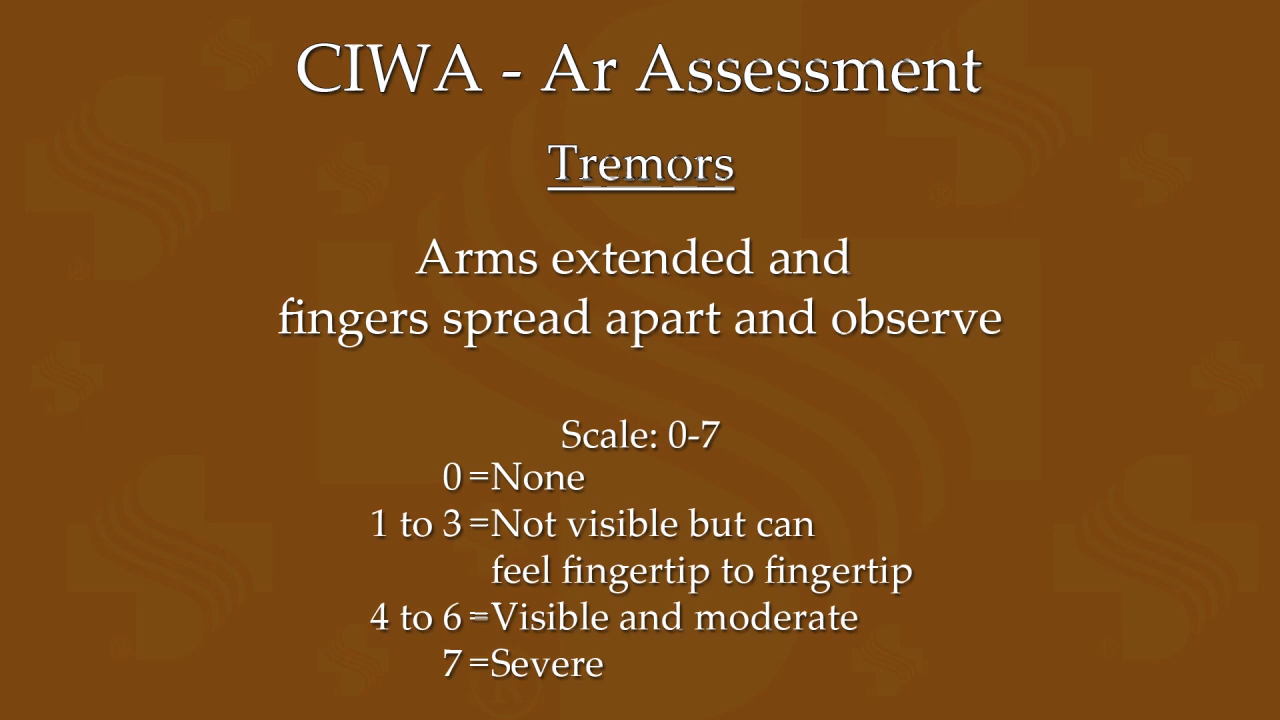 CIWA - Ar Assessment
Tremors
Arms extended and
fingers spread apart and observe
Scale: 0-7
0 =None
1 to 3 =Not visible but can
feel fingertip to fingertip
4 to 6 =Visible and moderate
7 =Severe